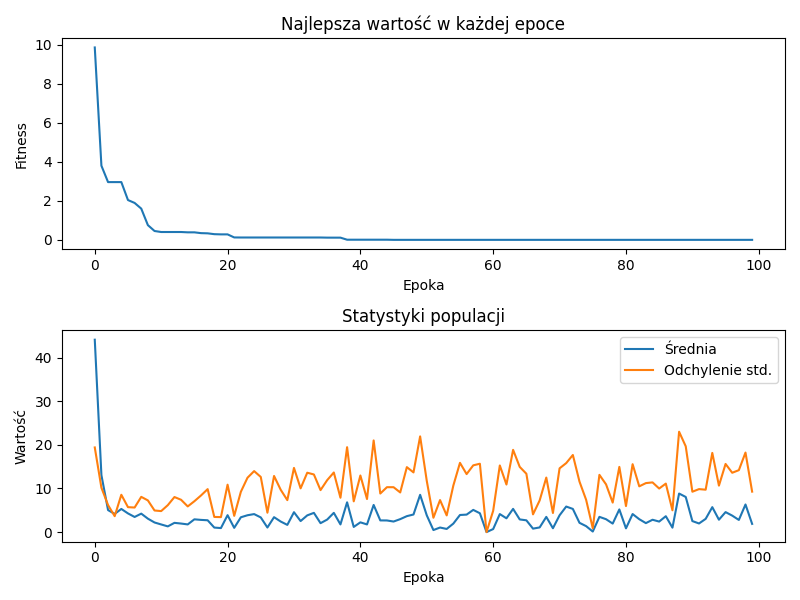 Najlepsza wartość w każdej epoce
10
8
6
4
2
0
Fitness
0 20 40 60 80 100
Epoka
Statystyki populacji
40
30
20
10
0
Wartość
Średnia
Odchylenie std.
0 20 40 60 80 100
Epoka